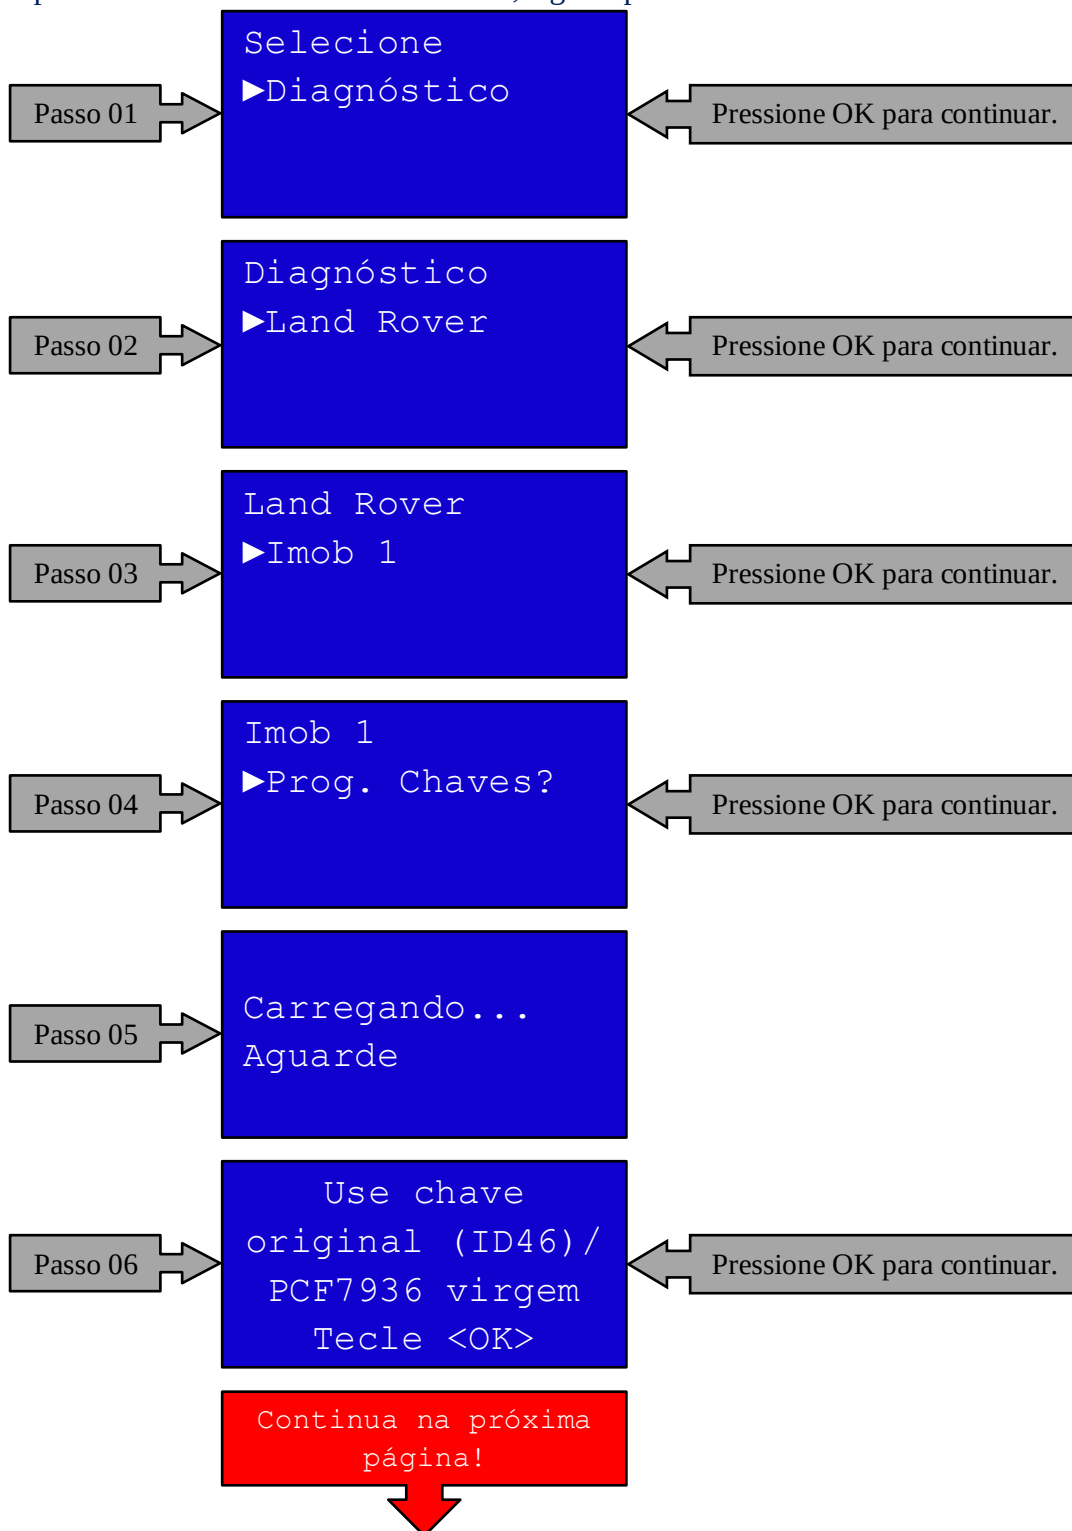 Selecione
►Diagnóstico
Passo 01
Pressione OK para continuar.
Diagnóstico
►Land Rover
Passo 02
Pressione OK para continuar.
Land Rover
►Imob 1
Passo 03
Pressione OK para continuar.
Imob 1
►Prog. Chaves?
Passo 04
Pressione OK para continuar.
Carregando...
Aguarde
Passo 05
Use chave
original (ID46)/
PCF7936 virgem
Tecle <OK>
Passo 06
Pressione OK para continuar.
Continua na próxima
página!